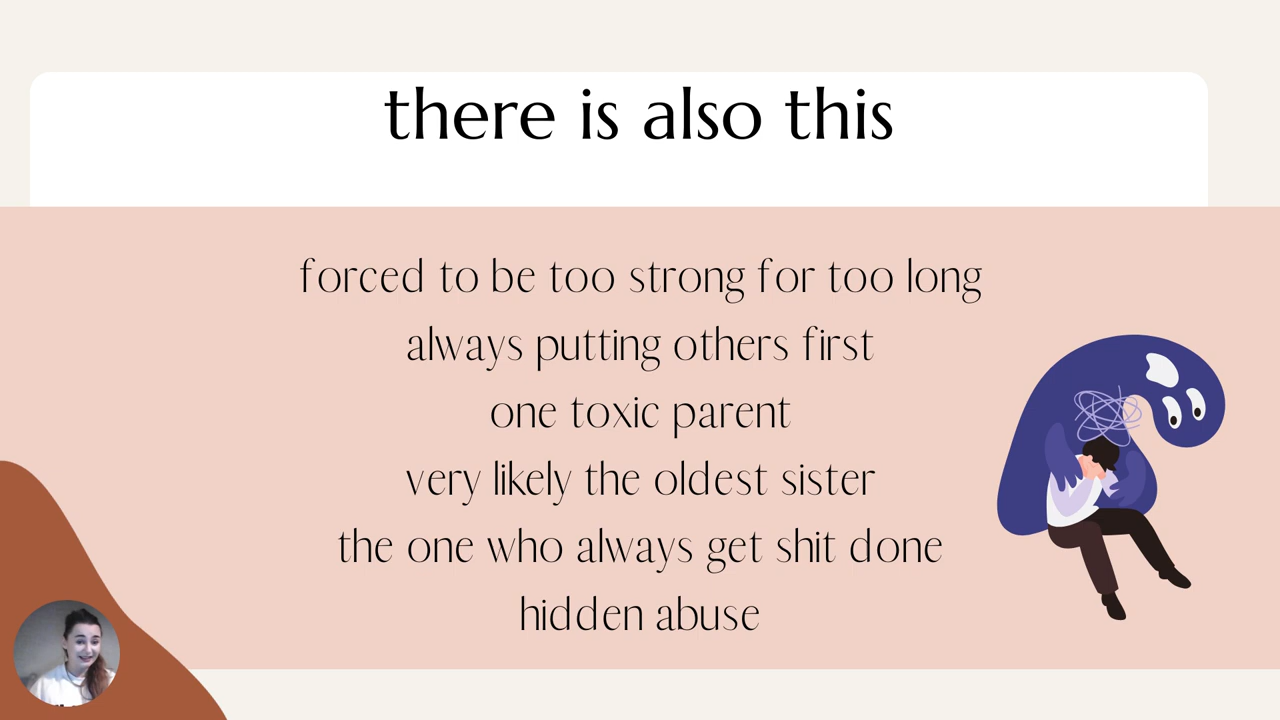 there is also this
forced to be too strong for too long
always putting others first
one toxic parent
very likely the oldest sister
the one who always get shit done
hidden abuse